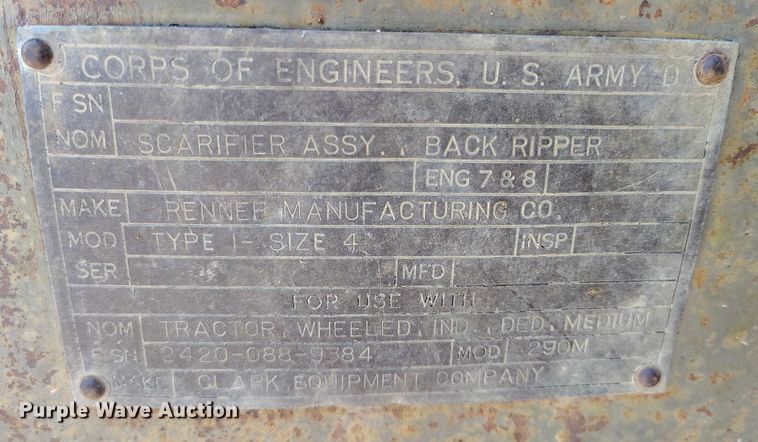 CORPS OF ENGINEERS, U. S. ARMY D
F SN
NOM SCARIFIER ASSY., BACK RIPPER
ENG 7 & 8
MAKE RENNER MANUFACTURING CO.
MOD TYPE I- SIZE 4 INSP
SER MFD
FOR USE WITH
NOM TRACTOR, WHEELED, IND., DED, MEDIUM
F SN 2420-088-9384 MOD 290M
MAKE CLARK EQUIPMENT COMPANY
Purple Wave Auction